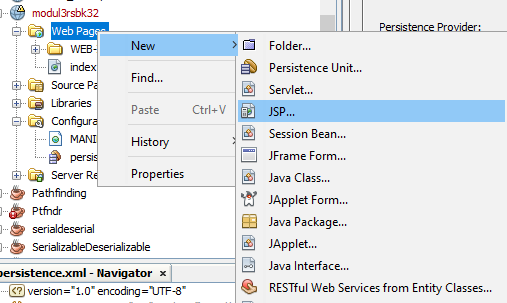 modul3rsbk32
Persistence Provider:
Web Pages
WEB-
index
Source Pa
Libraries
Configura
MANI
persis
Server Re
Pathfinding
Ptfndr
serialdeserial
SerializableDeserializable
New
Find...
Paste Ctrl+V
History
Properties
Folder...
Persistence Unit...
Servlet...
JSP...
Session Bean...
JFrame Form...
Java Class...
JApplet Form...
Java Package...
JApplet...
Java Interface...
RESTful Web Services from Entity Classes...
persistence.xml - Navigator
version="1.0" encoding="UTF-8"